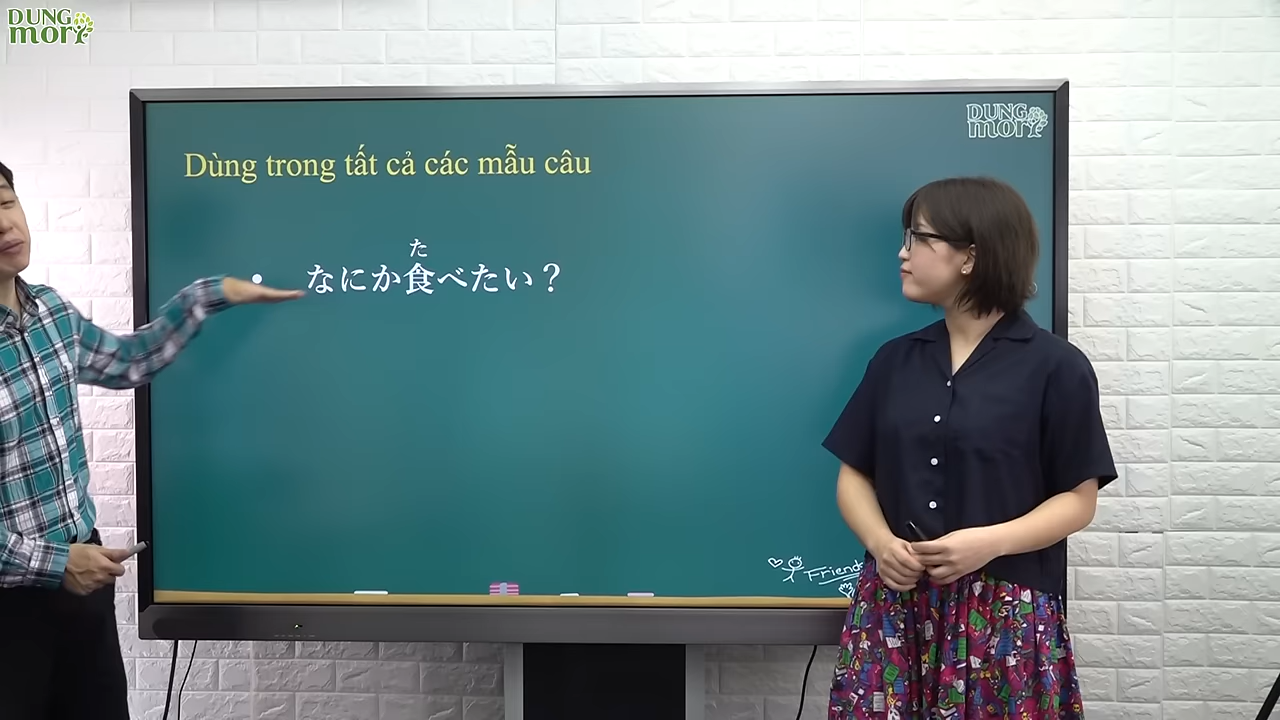 DUNG
mori
DUNG
mori
Dùng trong tất cả các mẫu câu
た
• なにか食べたい？
Friend